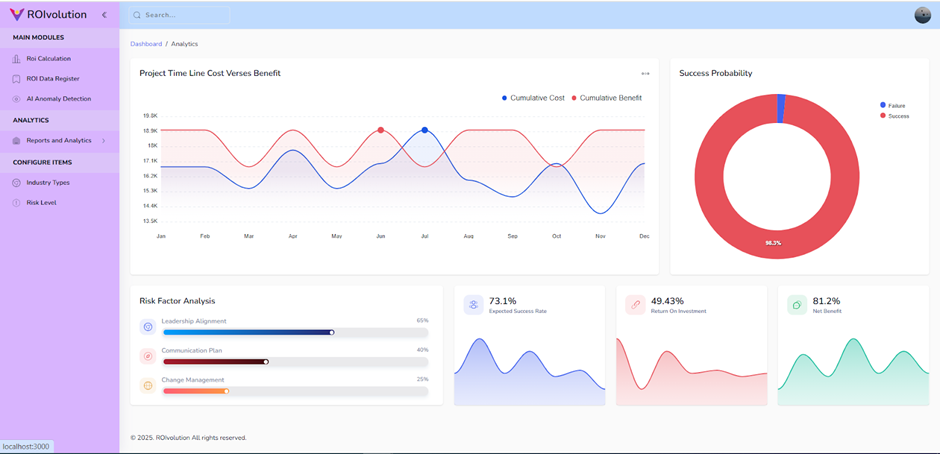 ROIvolution
Search...
MAIN MODULES
Roi Calculation
ROI Data Register
AI Anomaly Detection
ANALYTICS
Reports and Analytics
CONFIGURE ITEMS
Industry Types
Risk Level
Dashboard / Analytics
Project Time Line Cost Verses Benefit
Cumulative Cost Cumulative Benefit
19.8K
18.9K
18K
17.1K
16.2K
15.3K
14.4K
13.5K
Jan Feb Mar Apr May Jun Jul Aug Sep Oct Nov Dec
Success Probability
Failure
Success
98.3%
Risk Factor Analysis
Leadership Alignment 65%
Communication Plan 40%
Change Management 25%
73.1%
Expected Success Rate
49.43%
Return On Investment
81.2%
Net Benefit
© 2025. ROIvolution All rights reserved.
localhost:3000